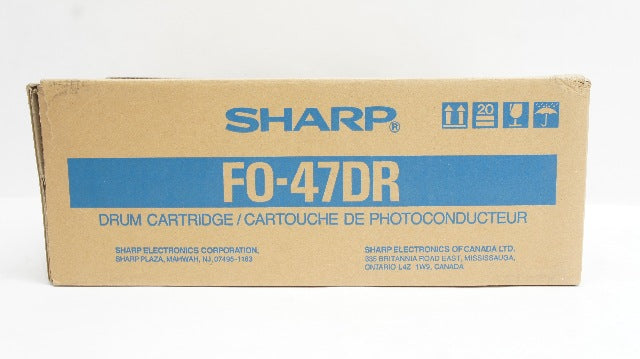 SHARP®
20
FO-47DR
DRUM CARTRIDGE/CARTOUCHE DE PHOTOCONDUCTEUR
SHARP ELECTRONICS CORPORATION,
SHARP PLAZA, MAHWAH, NJ, 07495-1163
SHARP ELECTRONICS OF CANADA LTD.
335 BRITANNIA ROAD EAST, MISSISSAUGA,
ONTARIO L4Z 1W9, CANADA